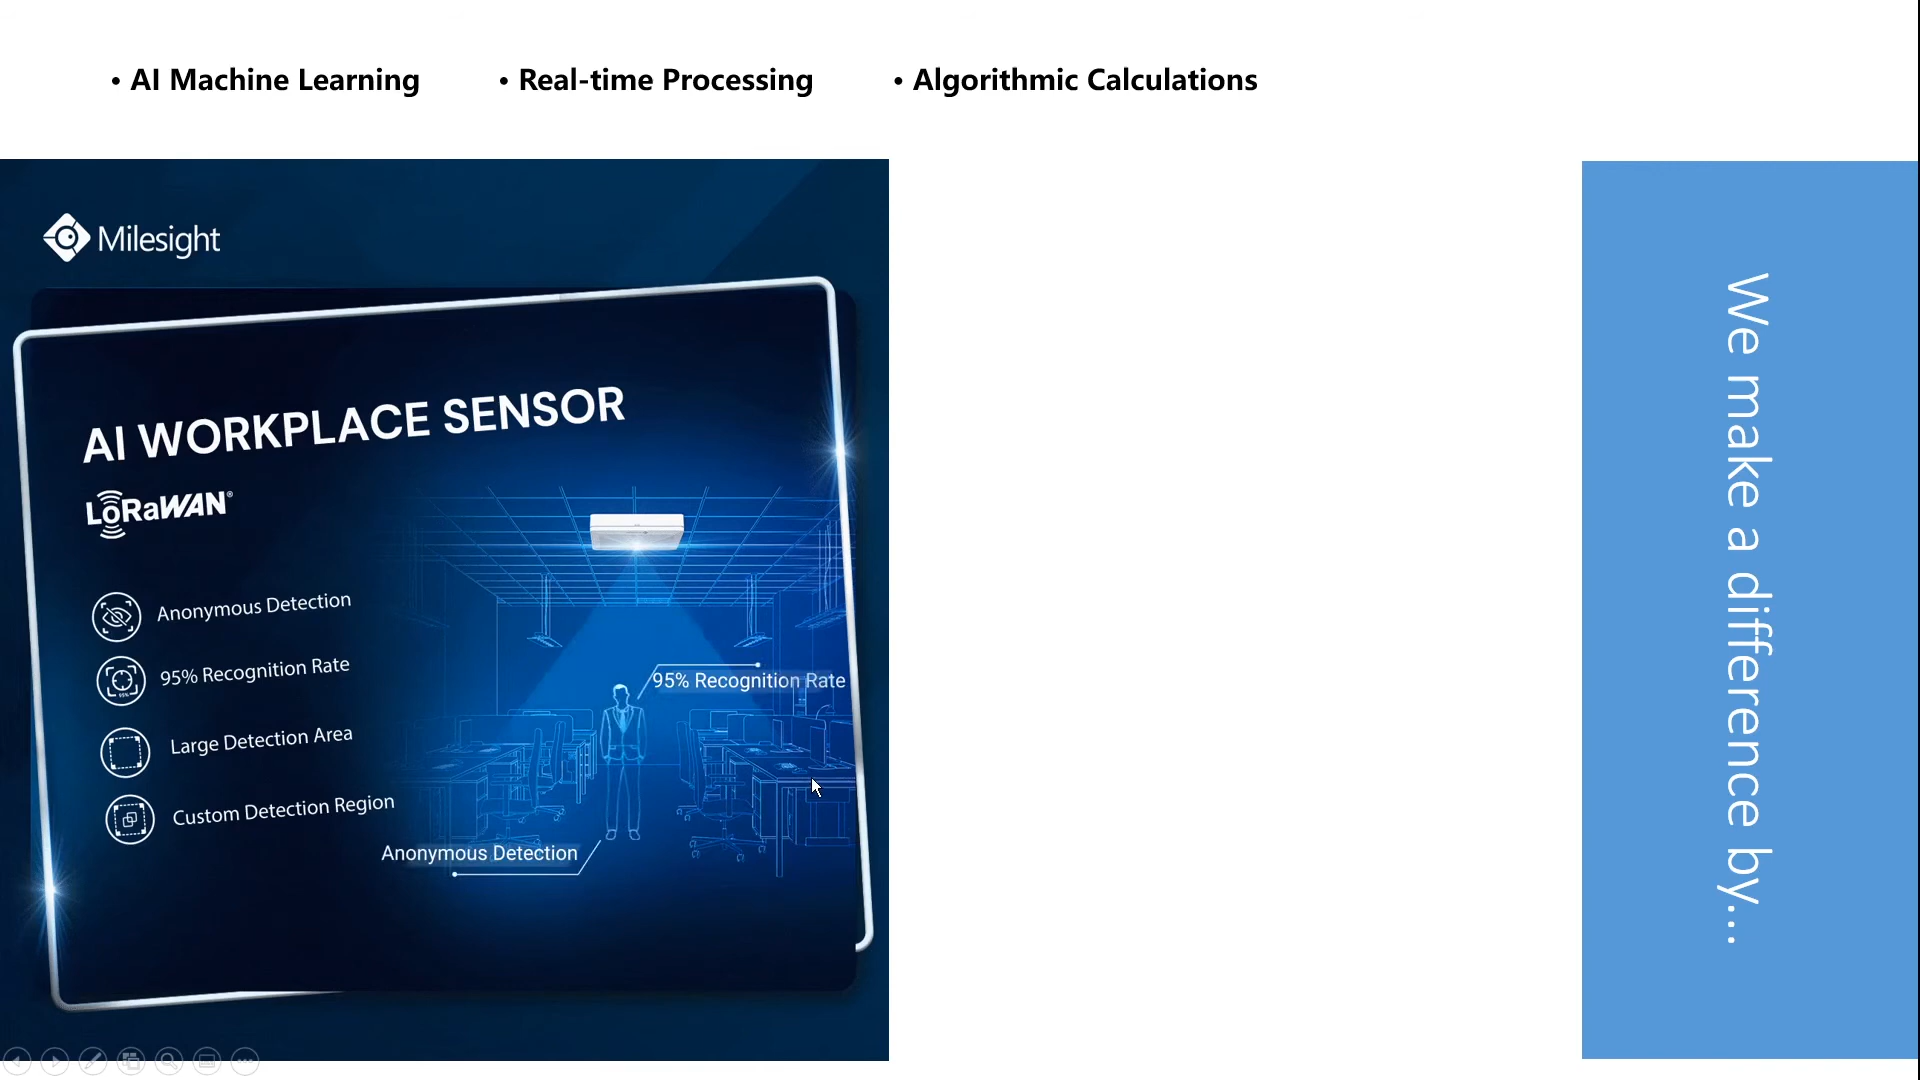 • AI Machine Learning • Real-time Processing • Algorithmic Calculations
Milesight
AI WORKPLACE SENSOR
LoRaWAN®
Anonymous Detection
95% Recognition Rate
Large Detection Area
Custom Detection Region
95% Recognition Rate
Anonymous Detection
We make a difference by...